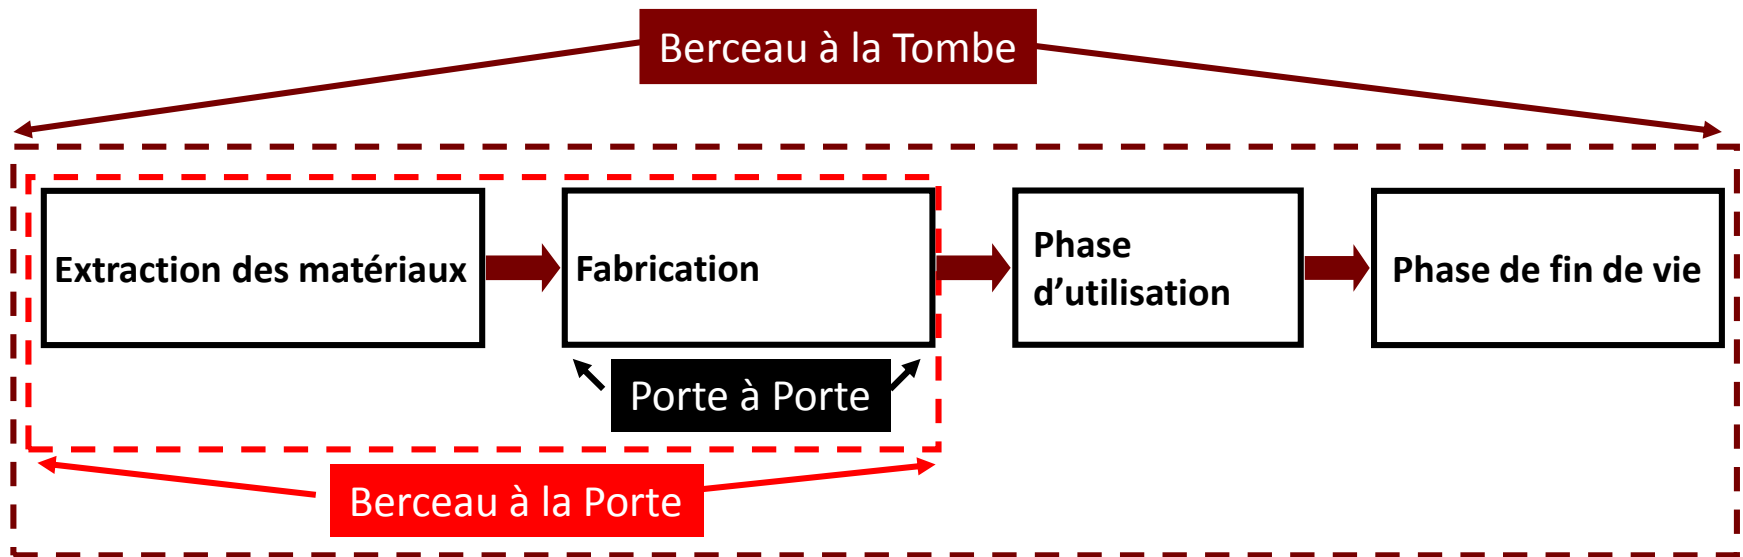 Berceau à la Tombe
Extraction des matériaux
Fabrication
Phase
d’utilisation
Phase de fin de vie
Porte à Porte
Berceau à la Porte